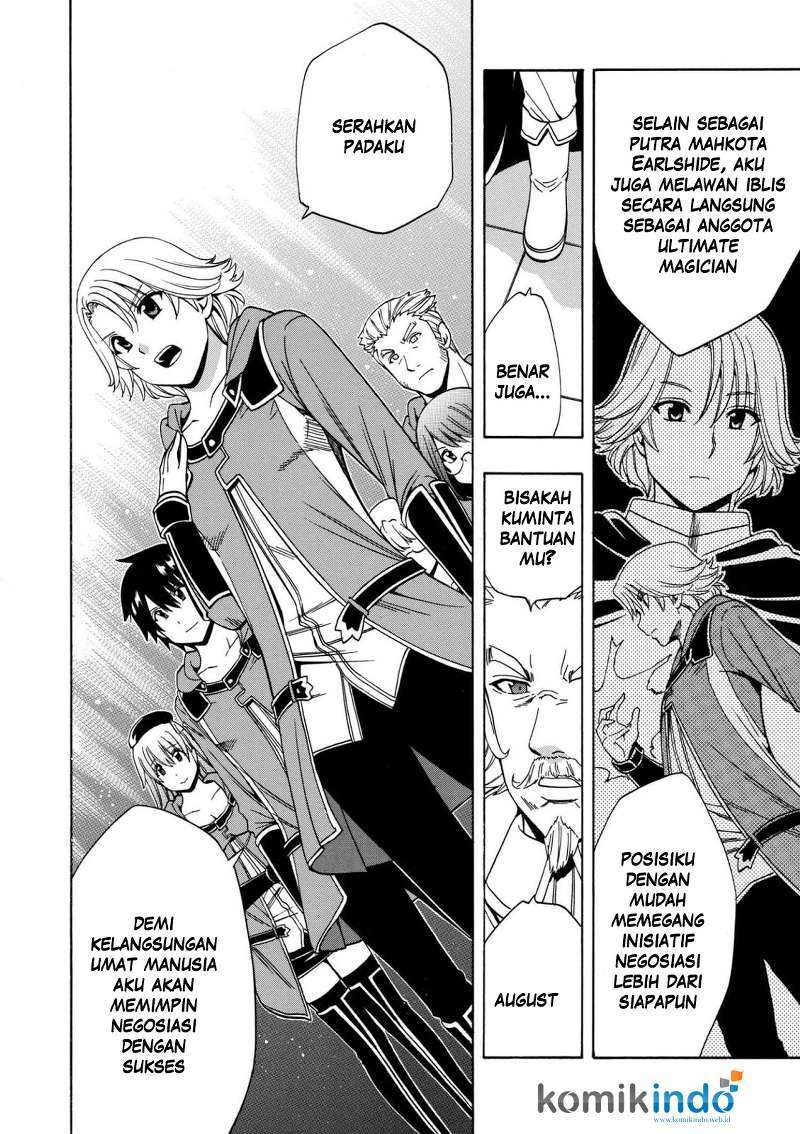 SELAIN SEBAGAI
PUTRA MAHKOTA
EARLSHIDE, AKU
JUGA MELAWAN IBLIS
SECARA LANGSUNG
SEBAGAI ANGGOTA
ULTIMATE
MAGICIAN
POSISIKU
DENGAN
MUDAH
MEMEGANG
INISIATIF
NEGOSIASI
LEBIH DARI
SIAPAPUN
BENAR
JUGA...
BISAKAH
KUMINTA
BANTUAN
MU?
AUGUST
SERAHKAN
PADAKU
DEMI
KELANGSUNGAN
UMAT MANUSIA
AKU AKAN
MEMIMPIN
NEGOSIASI
DENGAN
SUKSES
komikindo
www.komikindo.web.id